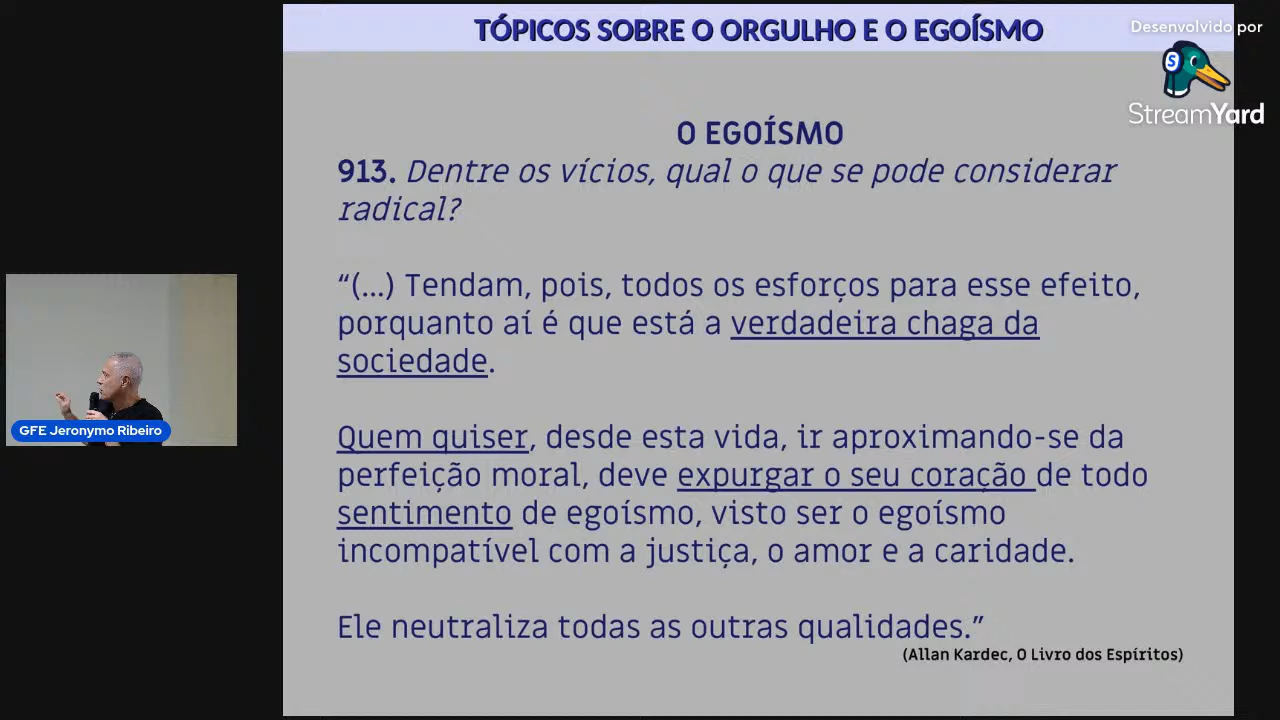 TÓPICOS SOBRE O ORGULHO E O EGOÍSMO
Desenvolvido por
StreamYard
O EGOÍSMO
913. Dentre os vícios, qual o que se pode considerar
radical?
“(...) Tendam, pois, todos os esforços para esse efeito,
porquanto aí é que está a verdadeira chaga da
sociedade.
Quem quiser, desde esta vida, ir aproximando-se da
perfeição moral, deve expurgar o seu coração de todo
sentimento de egoísmo, visto ser o egoísmo
incompatível com a justiça, o amor e a caridade.
Ele neutraliza todas as outras qualidades.”
(Allan Kardec, O Livro dos Espíritos)
GFE Jeronymo Ribeiro